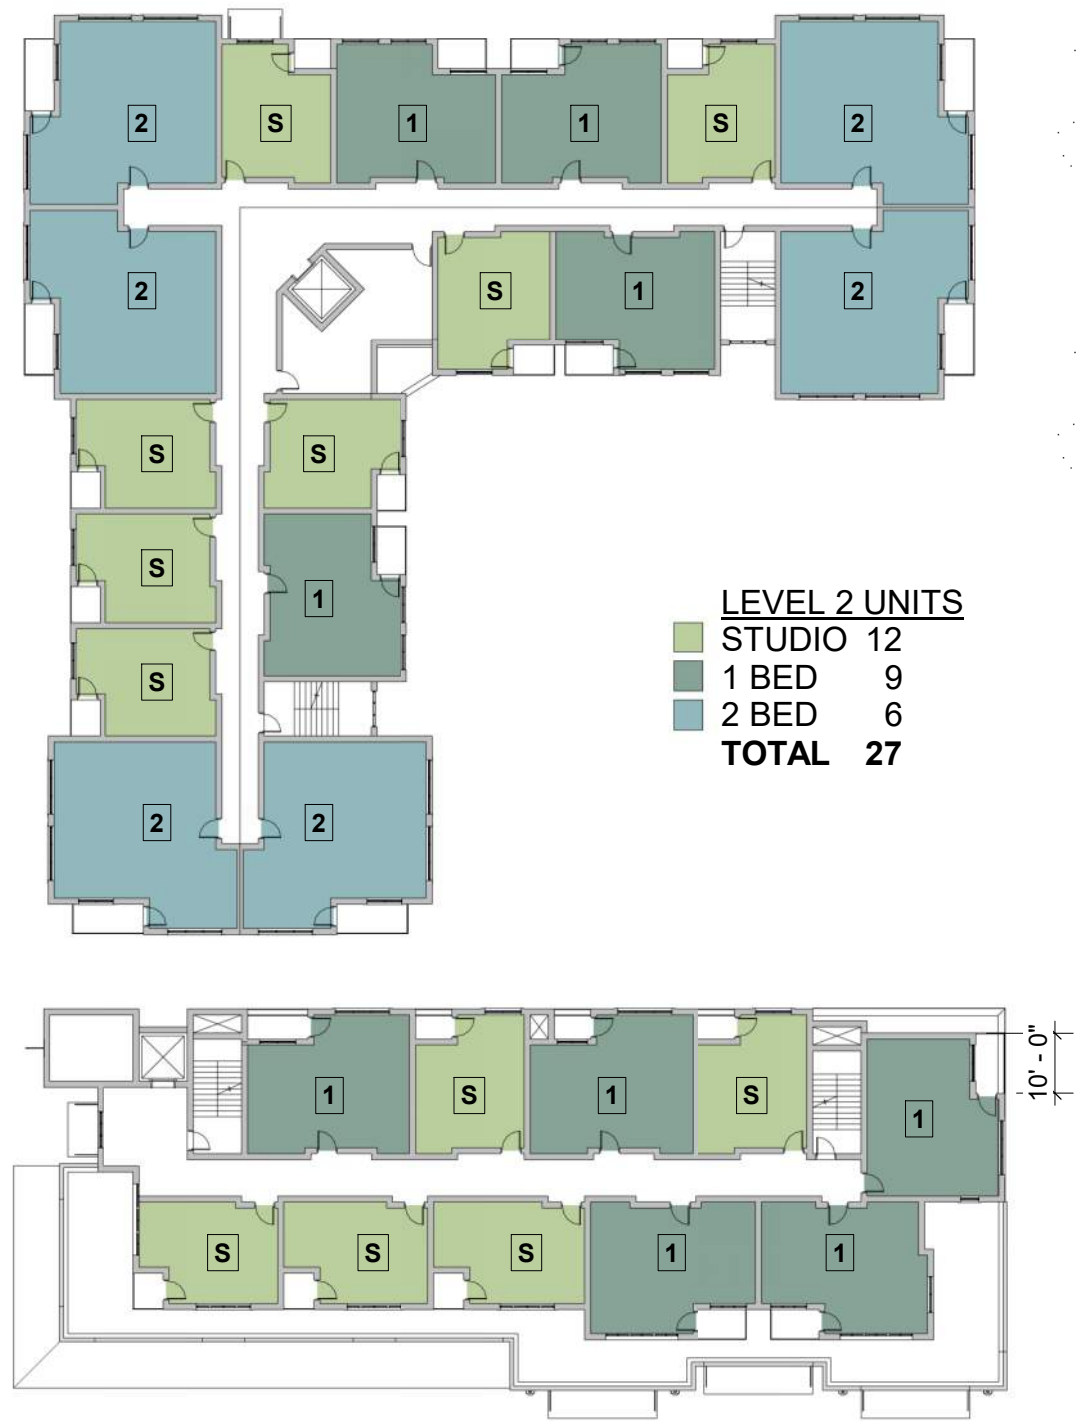 2 S 1 1 S 2
2 S 1 2
S S
S
1
S
2 2
LEVEL 2 UNITS
STUDIO 12
1 BED 9
2 BED 6
TOTAL 27
1 S 1 S 1
S S S 1 1
10' - 0"